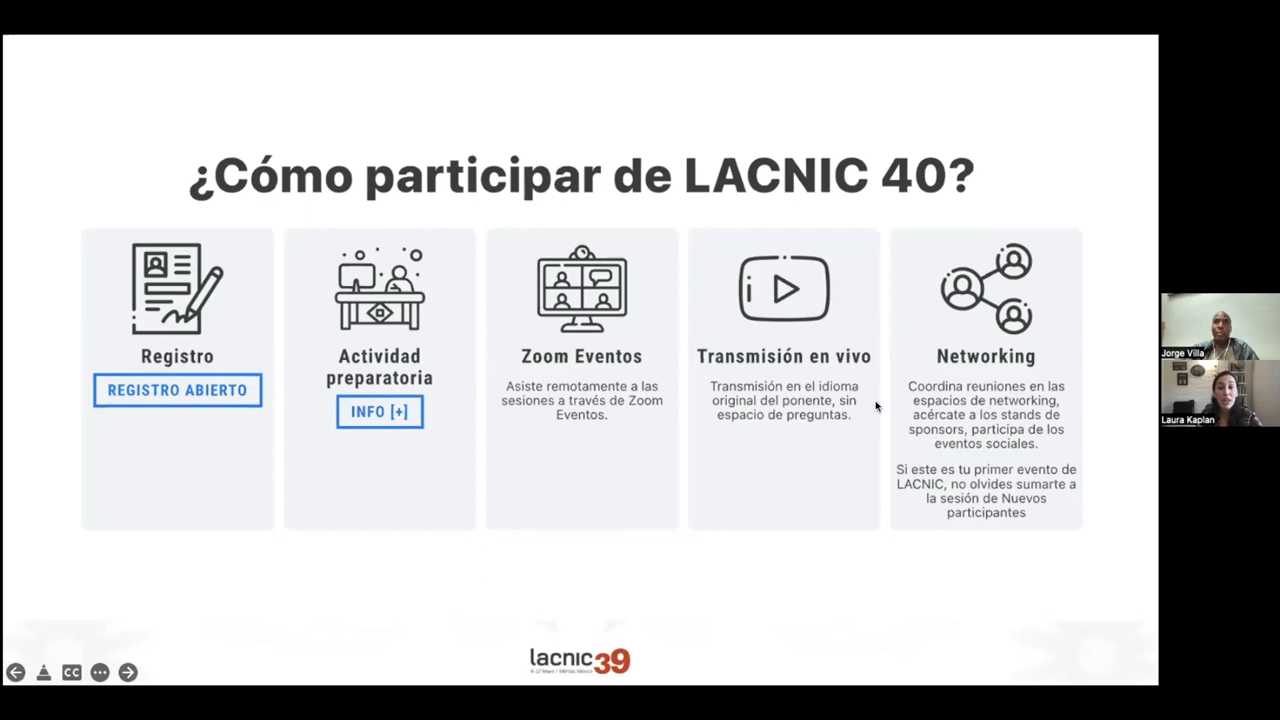 ¿Cómo participar de LACNIC 40?
Registro
REGISTRO ABIERTO
Actividad
preparatoria
INFO [+]
Zoom Eventos
Asiste remotamente a las
sesiones a través de Zoom
Eventos.
Transmisión en vivo
Transmisión en el idioma
original del ponente, sin
espacio de preguntas.
Networking
Coordina reuniones en las
espacios de networking,
acércate a los stands de
sponsors, participa de los
eventos sociales.
Si este es tu primer evento de
LACNIC, no olvides sumarte a
la sesión de Nuevos
participantes
Jorge Villa
Laura Kaplan
CC
lacnic 39